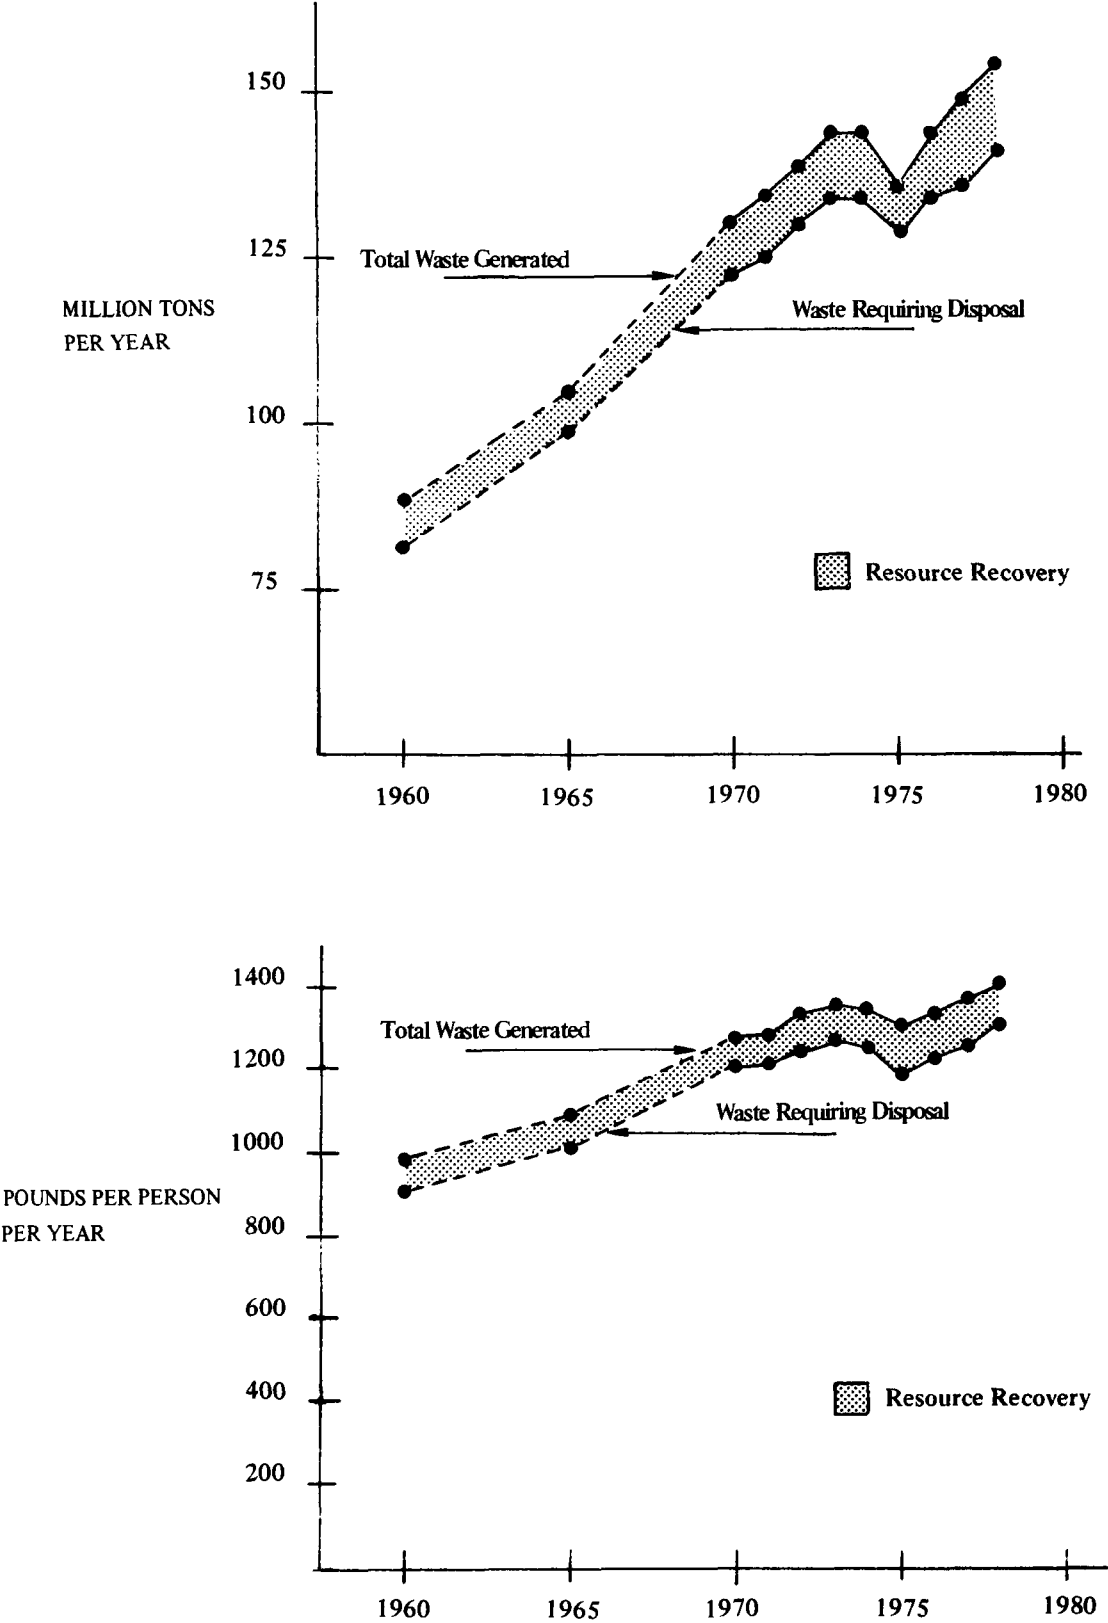 150
125
Total Waste Generated
Waste Requiring Disposal
MILLION TONS
PER YEAR
100
75
Resource Recovery
1960 1965 1970 1975 1980
1400
Total Waste Generated
1200
Waste Requiring Disposal
1000
POUNDS PER PERSON
PER YEAR
800
600
400
Resource Recovery
200
1960 1965 1970 1975 1980